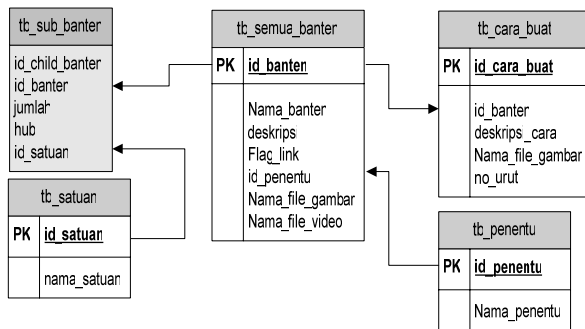 tb_sub_banten
id_child_banten
id_banten
jumlah
hub
id_satuan
tb_satuan
PK id_satuan
nama_satuan
tb_semua_banten
PK id_banten
Nama_banten
deskripsi
Flag_link
id_penentu
Nama_file_gambar
Nama_file_video
tb_cara_buat
PK id_cara_buat
id_banten
deskripsi_cara
Nama_file_gambar
no_urut
tb_penentu
PK id_penentu
Nama_penentu